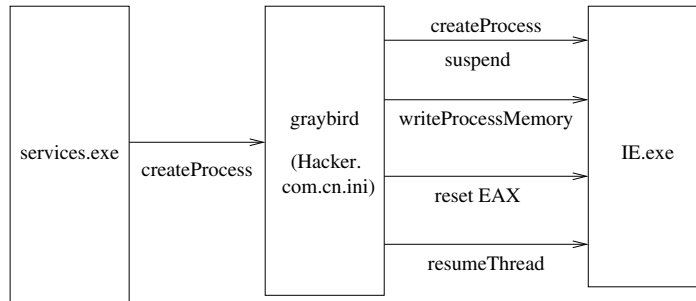 services.exe
createProcess
graybird
(Hacker.
com.cn.ini)
createProcess
suspend
writeProcessMemory
reset EAX
resumeThread
IE.exe